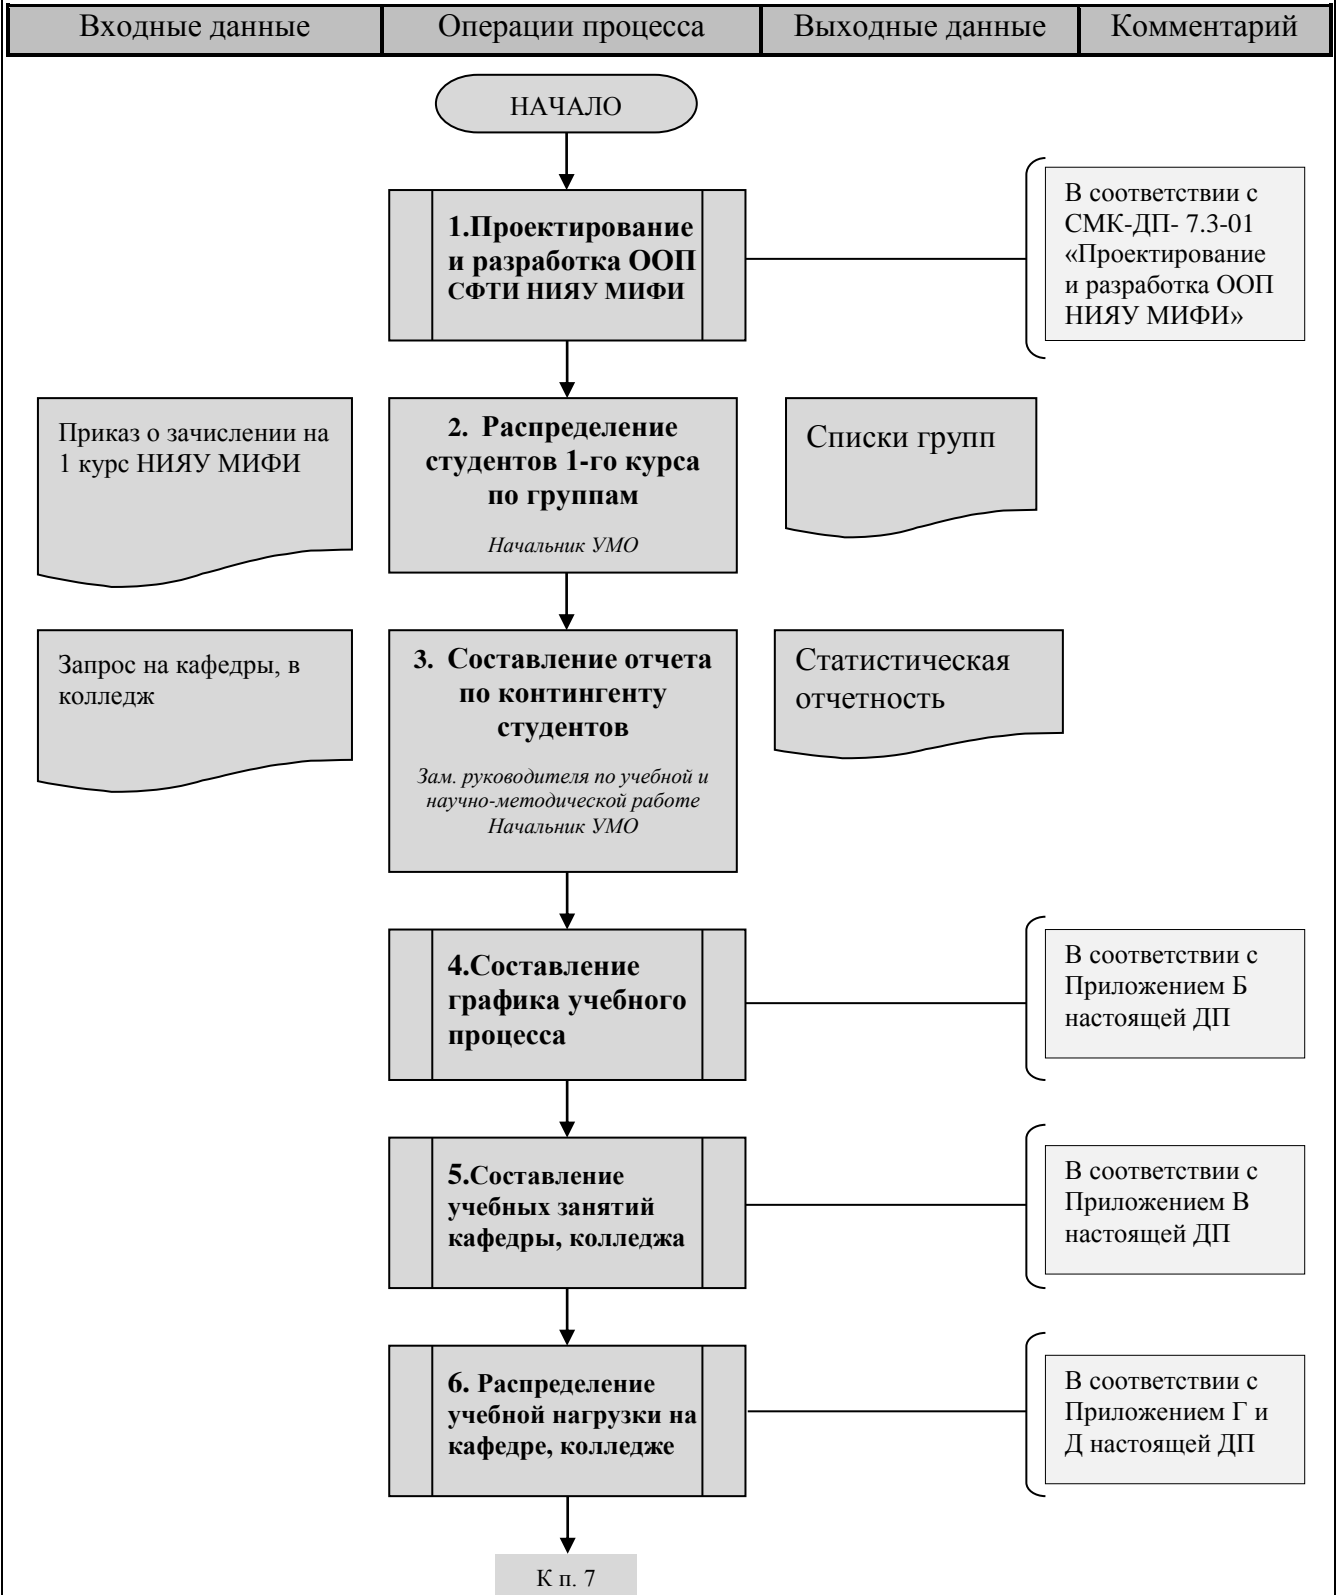 Входные данные
Операции процесса
Выходные данные
Комментарий
НАЧАЛО
1.Проектирование
и разработка ООП
СФТИ НИЯУ МИФИ
В соответствии с
СМК-ДП- 7.3-01
«Проектирование
и разработка ООП
НИЯУ МИФИ»
Приказ о зачислении на
1 курс НИЯУ МИФИ
2. Распределение
студентов 1-го курса
по группам
Начальник УМО
Списки групп
Запрос на кафедры, в
колледж
3. Составление отчета
по контингенту
студентов
Зам. руководителя по учебной и
научно-методической работе
Начальник УМО
Статистическая
отчетность
4.Составление
графика учебного
процесса
В соответствии с
Приложением Б
настоящей ДП
5.Составление
учебных занятий
кафедры, колледжа
В соответствии с
Приложением В
настоящей ДП
6. Распределение
учебной нагрузки на
кафедре, колледже
В соответствии с
Приложением Г и
Д настоящей ДП
К п. 7